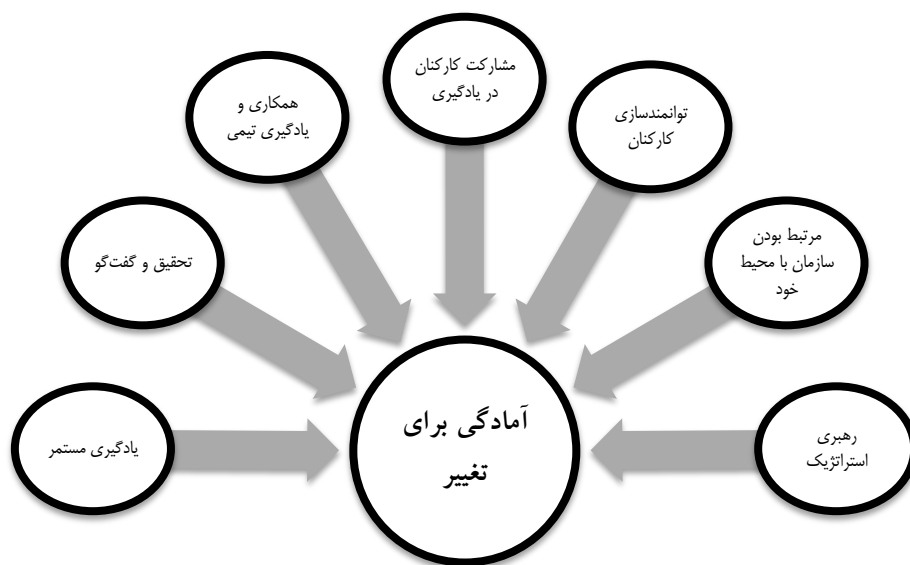 مشارکت کارکنان
در یادگیری
همکاری و
یادگیری تیمی
توانمندسازی
کارکنان
تحقیق و گفت‌گو
مرتبط بودن
سازمان با محیط
خود
یادگیری مستمر
آمادگی برای
تغییر
رهبری
استراتژیک